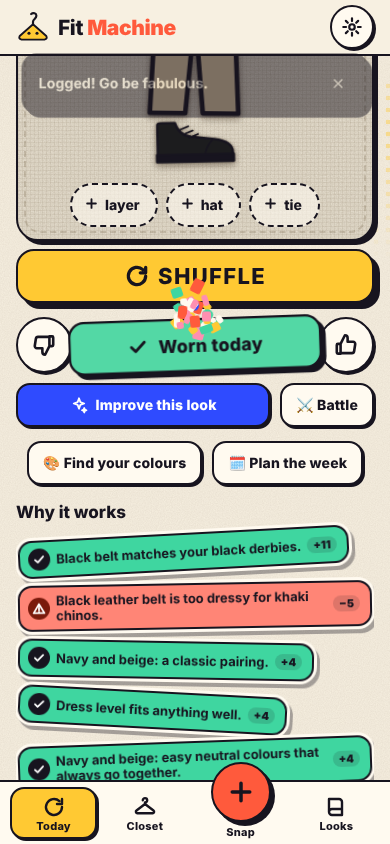 Fit Machine
Logged! Go be fabulous.
+ layer
+ hat
+ tie
SHUFFLE
Worn today
Improve this look
Battle
Find your colours
Plan the week
Why it works
Black belt matches your black derbies. +11
Black leather belt is too dressy for khaki
chinos. −5
Navy and beige: a classic pairing. +4
Dress level fits anything well. +4
Navy and beige: easy neutral colours that
always go together. +4
Today
Closet
Snap
Looks